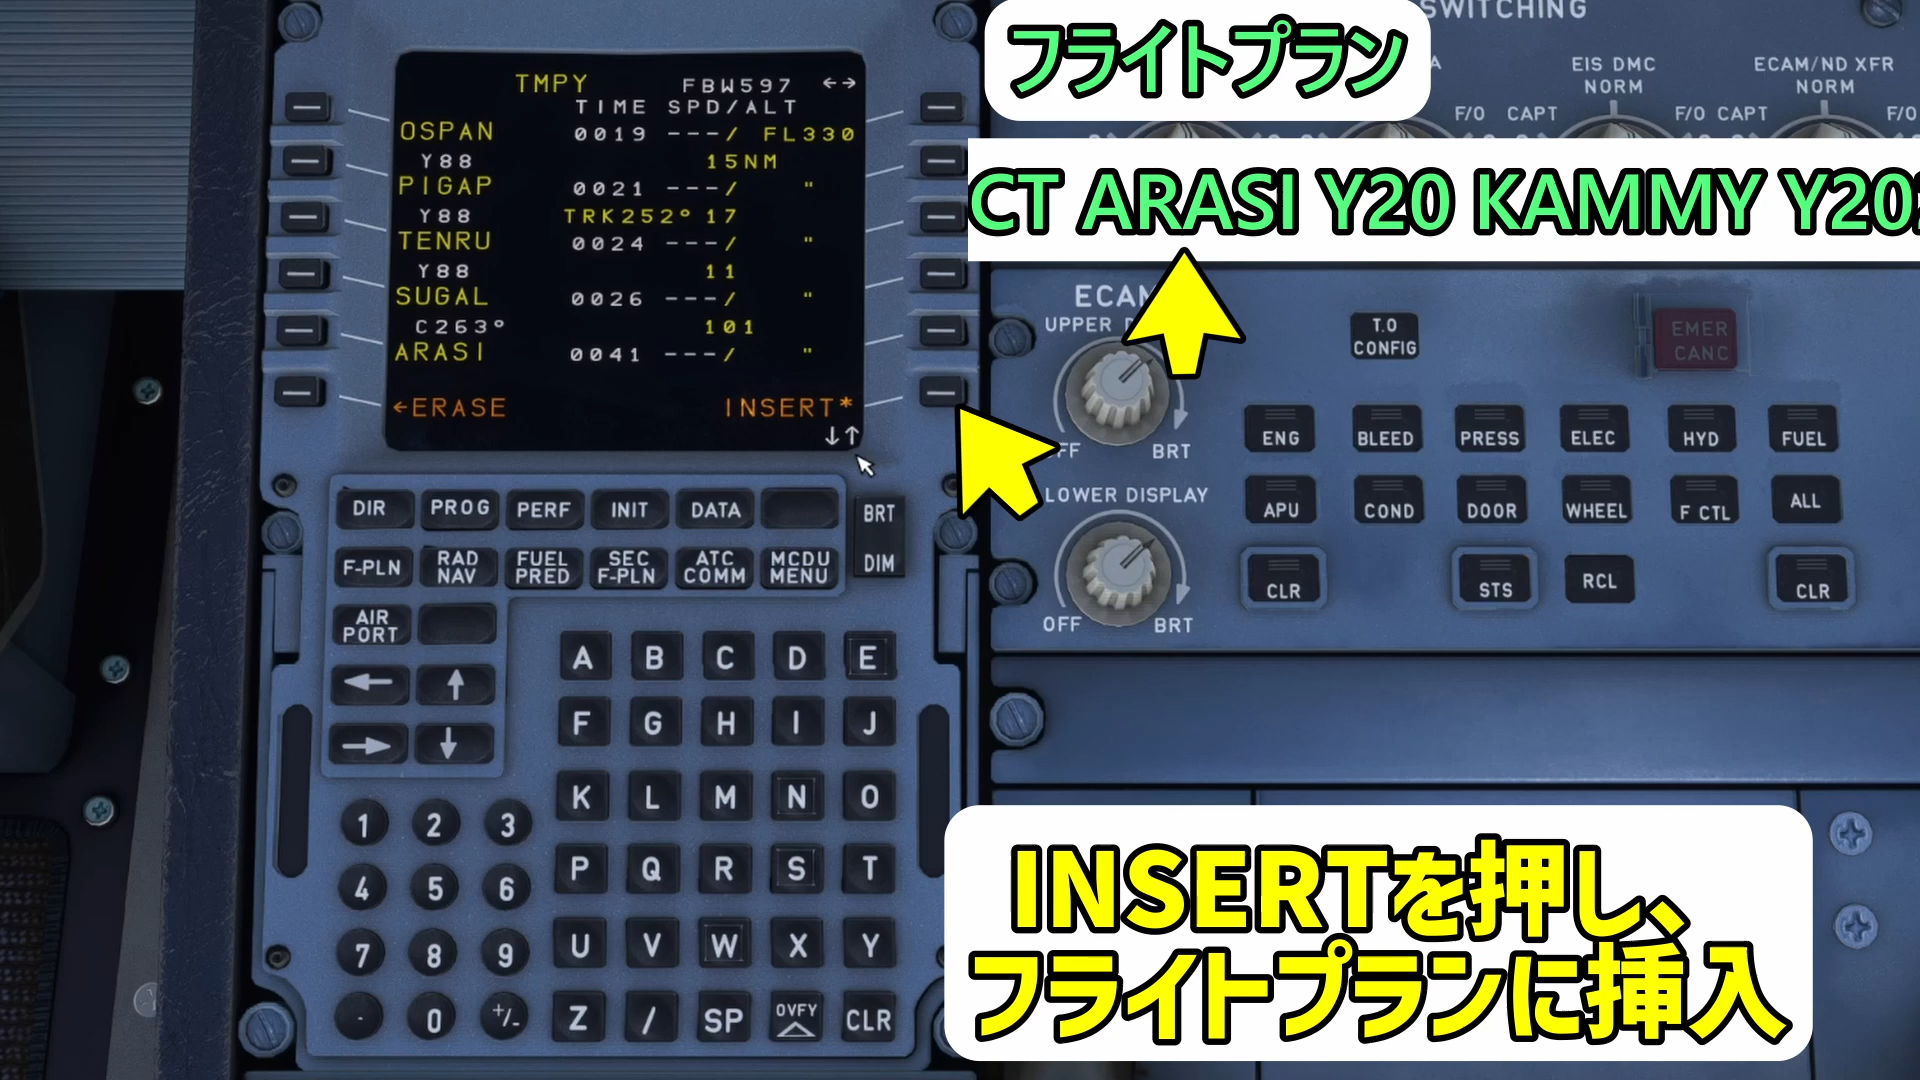 TMPY FBW597 ←→
TIME SPD/ALT
OSPAN 0019 ---/ FL330
Y88 15NM
PIGAP 0021 ---/ "
Y88 TRK252° 17
TENRU 0024 ---/ "
Y88 11
SUGAL 0026 ---/ "
C263° 101
ARASI 0041 ---/ "
←ERASE INSERT*
↓↑
DIR PROG PERF INIT DATA
BRT
DIM
F-PLN RAD NAV FUEL PRED SEC F-PLN ATC COMM MCDU MENU
AIR PORT
← ↑
→ ↓
A B C D E
F G H I J
1 2 3 K L M N O
4 5 6 P Q R S T
7 8 9 U V W X Y
. 0 +/- Z / SP OVFY CLR
フライトプラン
SWITCHING
EIS DMC ECAM/ND XFR
NORM NORM
F/O CAPT F/O CAPT F/O
CT ARASI Y20 KAMMY Y20
ECAM
UPPER
T.O CONFIG
EMER CANC
OFF BRT
ENG BLEED PRESS ELEC HYD FUEL
LOWER DISPLAY
APU COND DOOR WHEEL F CTL ALL
CLR STS RCL CLR
OFF BRT
INSERTを押し、
フライトプランに挿入